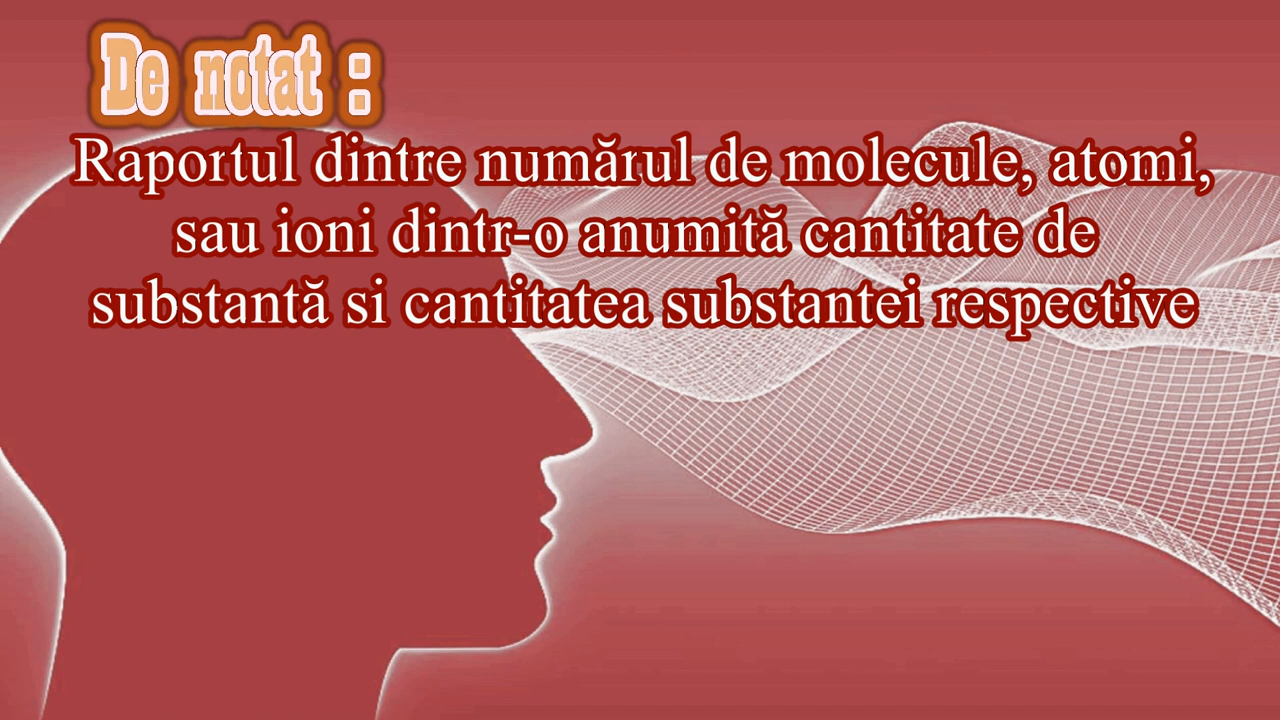 De notat :
Raportul dintre numărul de molecule, atomi,
sau ioni dintr-o anumită cantitate de
substantă si cantitatea substantei respective